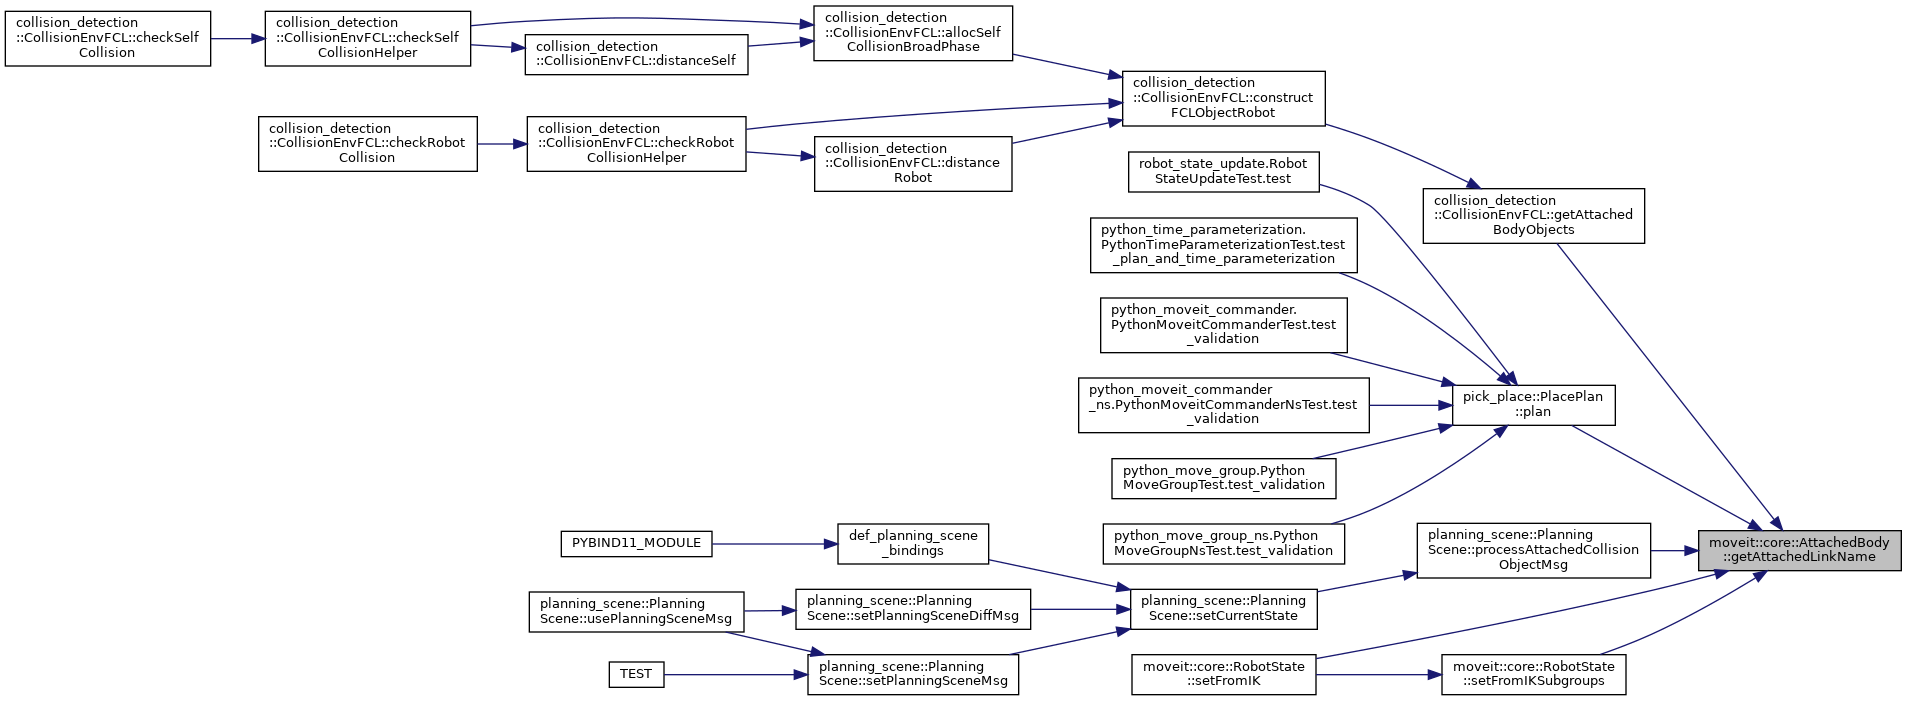 collision_detection
::CollisionEnvFCL::checkSelf
Collision
collision_detection
::CollisionEnvFCL::checkSelf
CollisionHelper
collision_detection
::CollisionEnvFCL::distanceSelf
collision_detection
::CollisionEnvFCL::allocSelf
CollisionBroadPhase
collision_detection
::CollisionEnvFCL::construct
FCLObjectRobot
collision_detection
::CollisionEnvFCL::checkRobot
Collision
collision_detection
::CollisionEnvFCL::checkRobot
CollisionHelper
collision_detection
::CollisionEnvFCL::distance
Robot
robot_state_update.Robot
StateUpdateTest.test
collision_detection
::CollisionEnvFCL::getAttached
BodyObjects
python_time_parameterization.
PythonTimeParameterizationTest.test
_plan_and_time_parameterization
python_moveit_commander.
PythonMoveitCommanderTest.test
_validation
python_moveit_commander
_ns.PythonMoveitCommanderNsTest.test
_validation
pick_place::PlacePlan
::plan
python_move_group.Python
MoveGroupTest.test_validation
python_move_group_ns.Python
MoveGroupNsTest.test_validation
planning_scene::Planning
Scene::processAttachedCollision
ObjectMsg
moveit::core::AttachedBody
::getAttachedLinkName
PYBIND11_MODULE
def_planning_scene
_bindings
planning_scene::Planning
Scene::usePlanningSceneMsg
planning_scene::Planning
Scene::setPlanningSceneDiffMsg
planning_scene::Planning
Scene::setCurrentState
TEST
planning_scene::Planning
Scene::setPlanningSceneMsg
moveit::core::RobotState
::setFromIK
moveit::core::RobotState
::setFromIKSubgroups